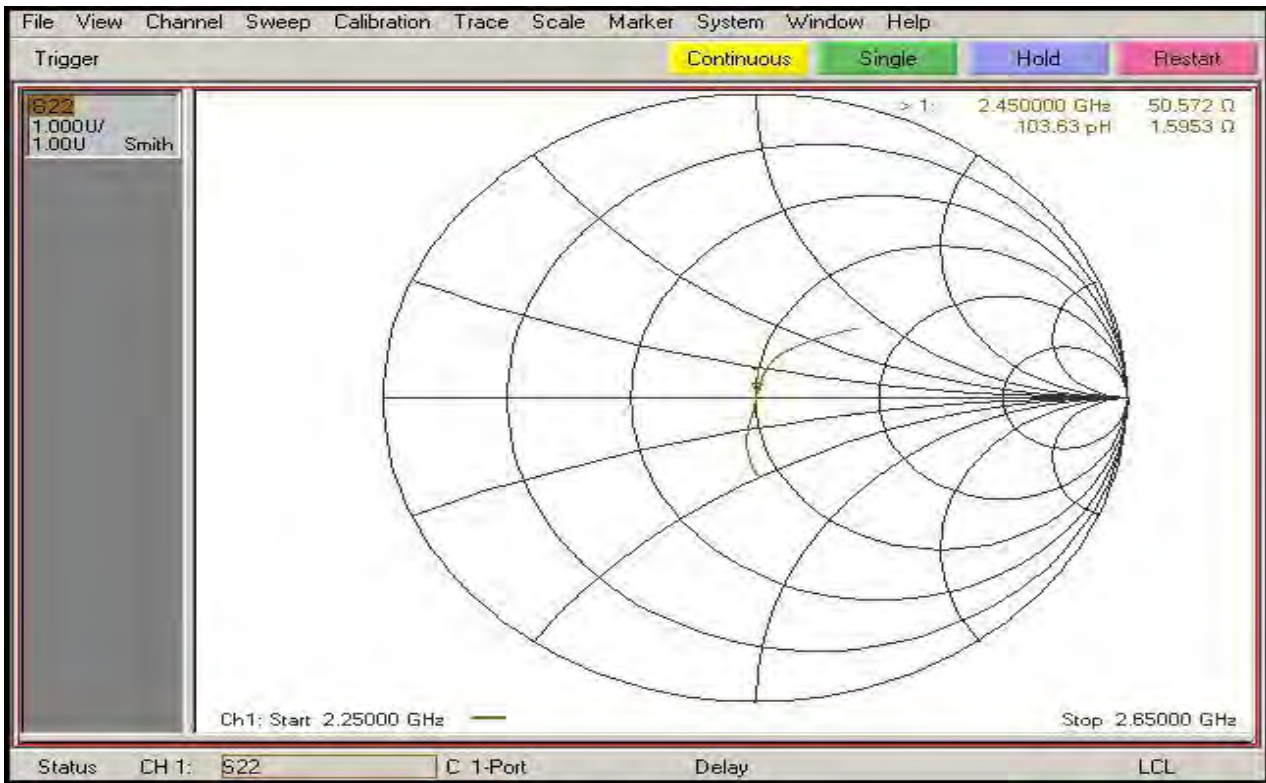 File View Channel Sweep Calibration Trace Scale Marker System Window Help
Trigger Continuous Single Hold Restart
S22
1.000U/
1.00U Smith
> 1: 2.450000 GHz 50.572 Ω
103.63 pH 1.5953 Ω
Ch1: Start 2.25000 GHz Stop 2.65000 GHz
Status CH 1: S22 C 1-Port Delay LCL